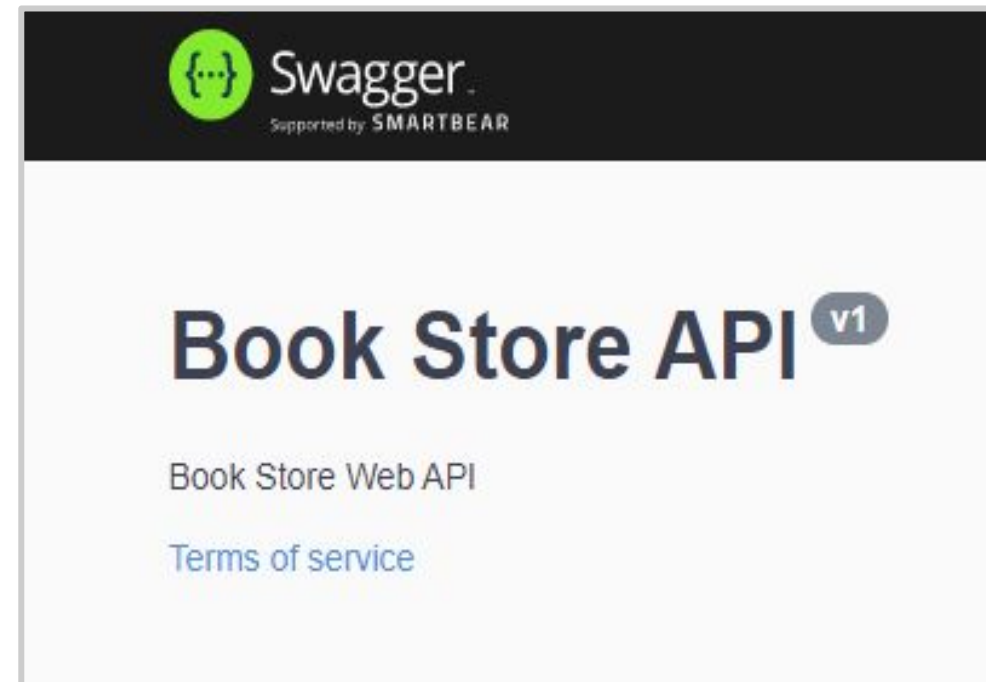 {···} Swagger.
Supported by SMARTBEAR
Book Store API v1
Book Store Web API
Terms of service